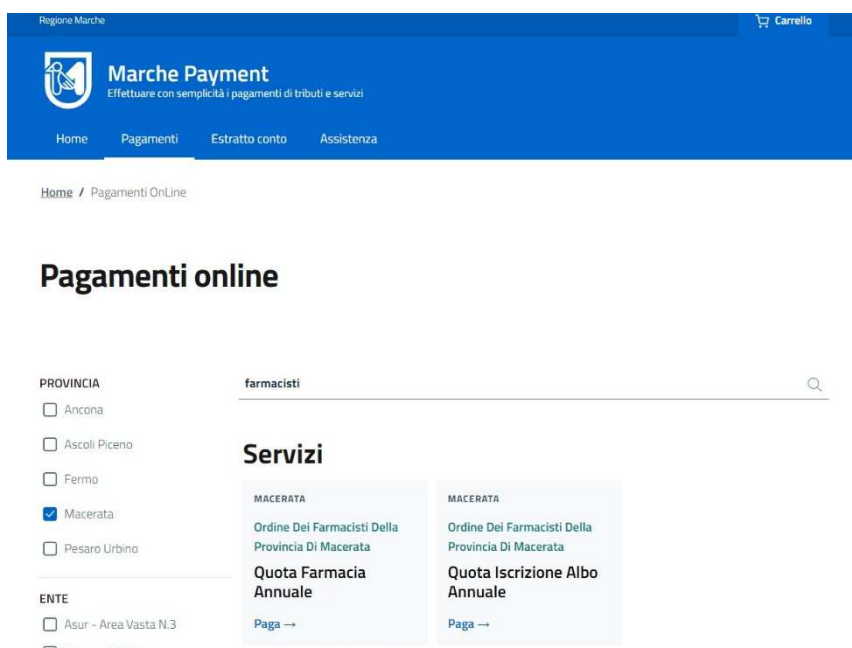 Regione Marche
Carrello
Marche Payment
Effettuare con semplicità i pagamenti di tributi e servizi
Home Pagamenti Estratto conto Assistenza
Home / Pagamenti OnLine
Pagamenti online
PROVINCIA
Ancona
Ascoli Piceno
Fermo
Macerata
Pesaro Urbino
ENTE
Asur - Area Vasta N.3
farmacisti
Servizi
MACERATA
Ordine Dei Farmacisti Della
Provincia Di Macerata
Quota Farmacia
Annuale
Paga →
MACERATA
Ordine Dei Farmacisti Della
Provincia Di Macerata
Quota Iscrizione Albo
Annuale
Paga →